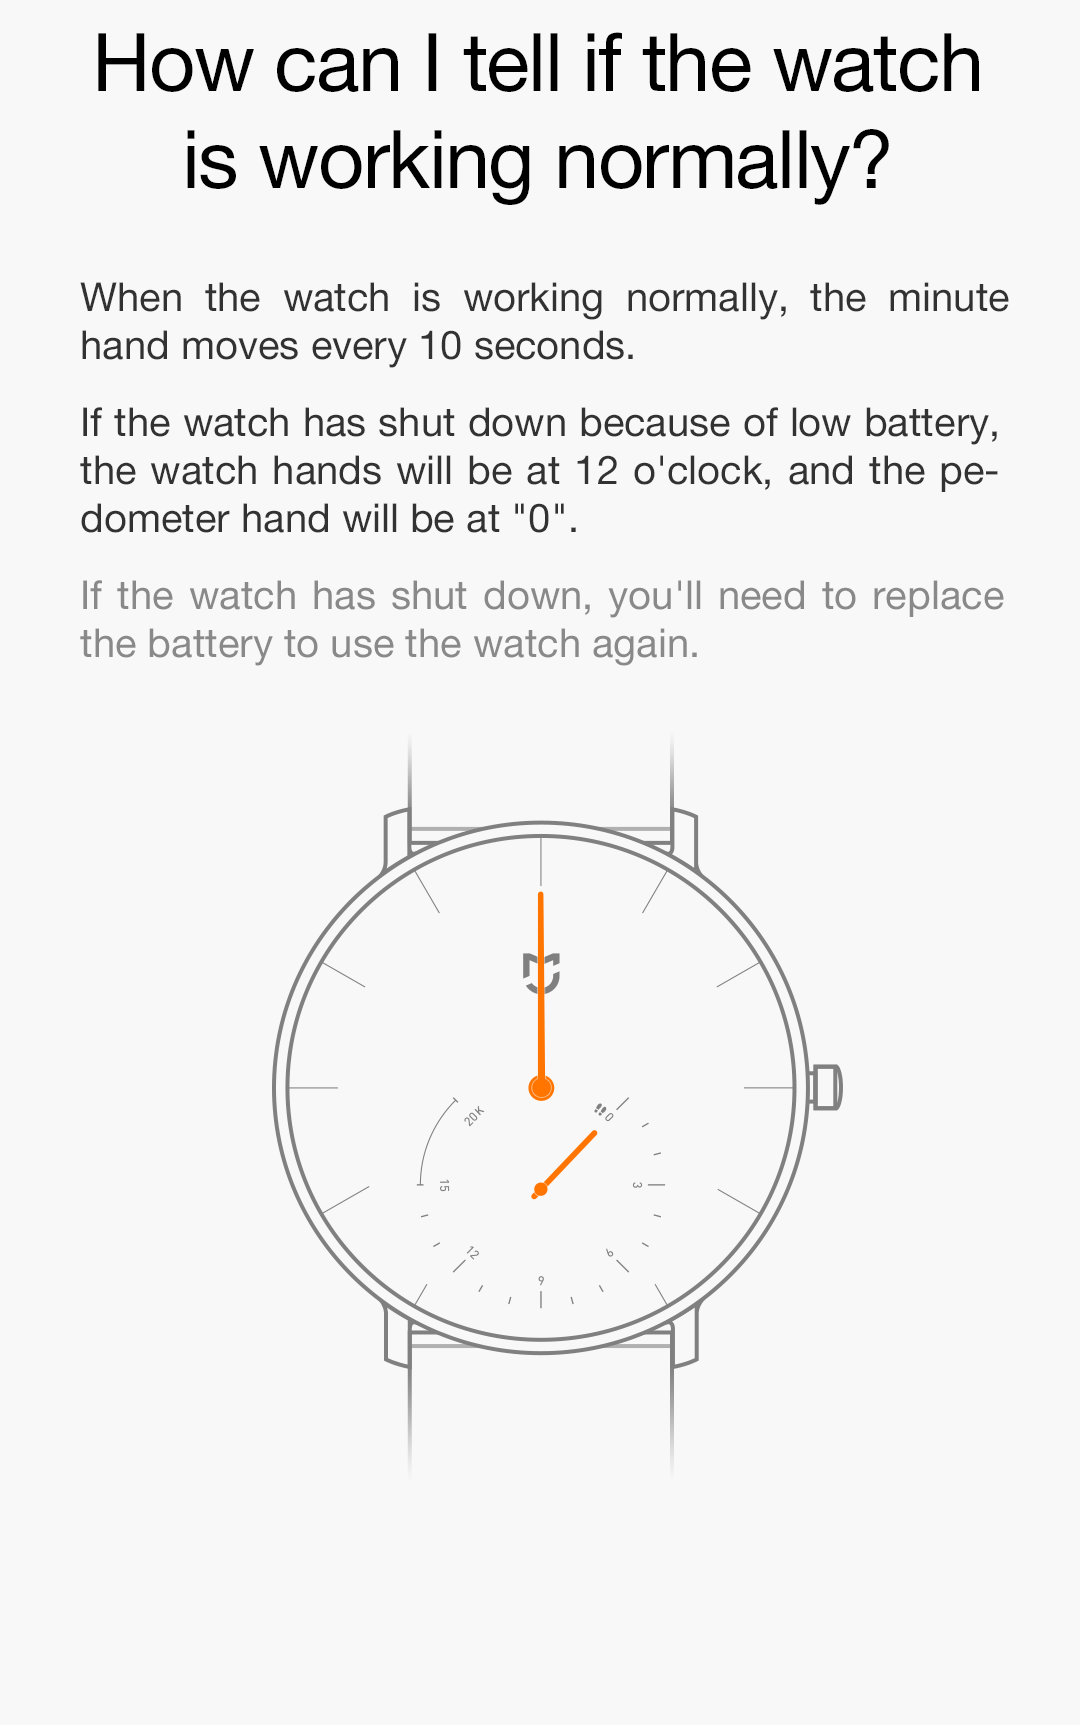 How can I tell if the watch
is working normally?
When the watch is working normally, the minute
hand moves every 10 seconds.
If the watch has shut down because of low battery,
the watch hands will be at 12 o'clock, and the pe-
dometer hand will be at "0".
If the watch has shut down, you'll need to replace
the battery to use the watch again.
20K
0
15
3
12
6
9